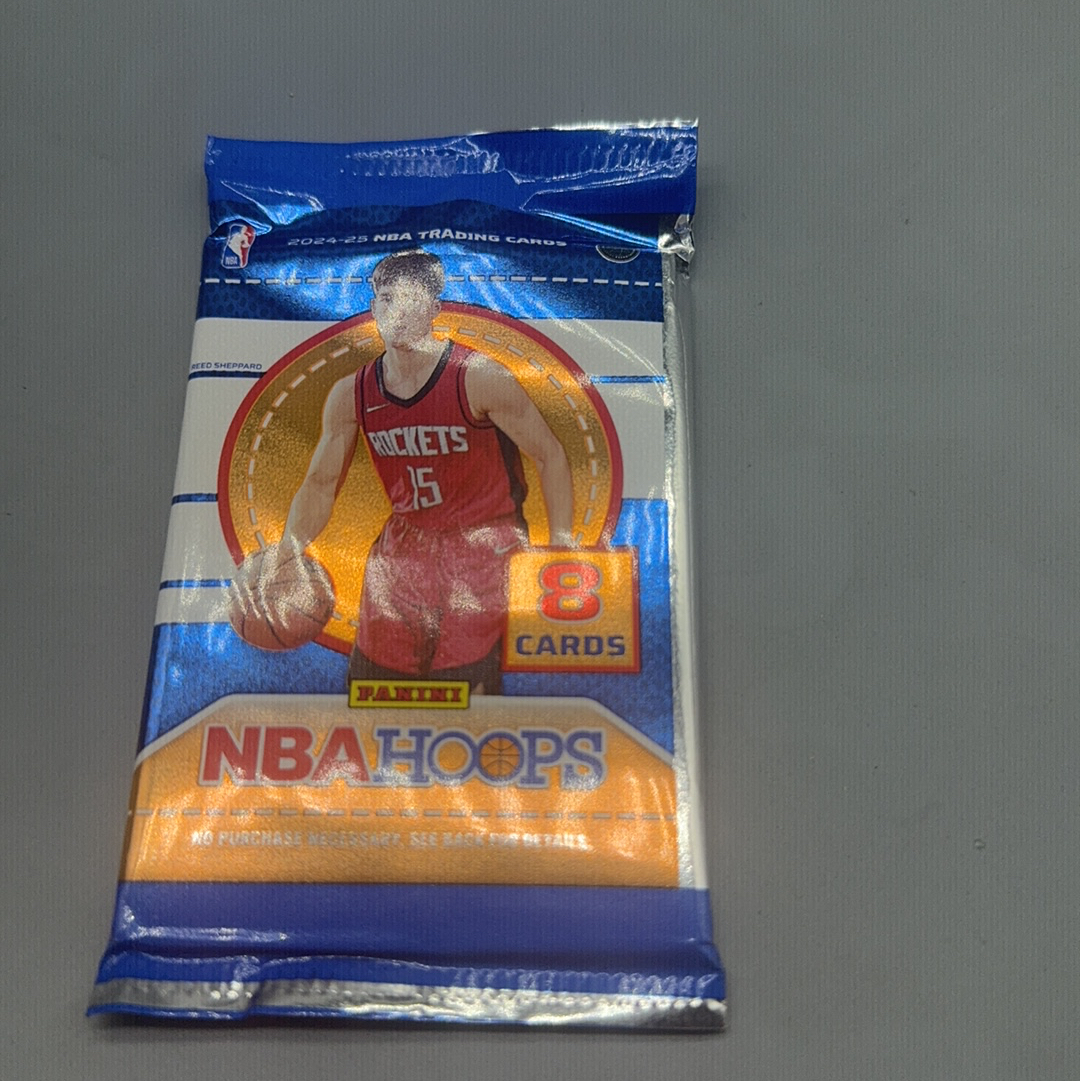 2024-25 NBA TRADING CARDS
NBA
REED SHEPPARD
ROCKETS
15
8
CARDS
PANINI
NBA HOOPS
NO PURCHASE NECESSARY. SEE BACK FOR DETAILS.